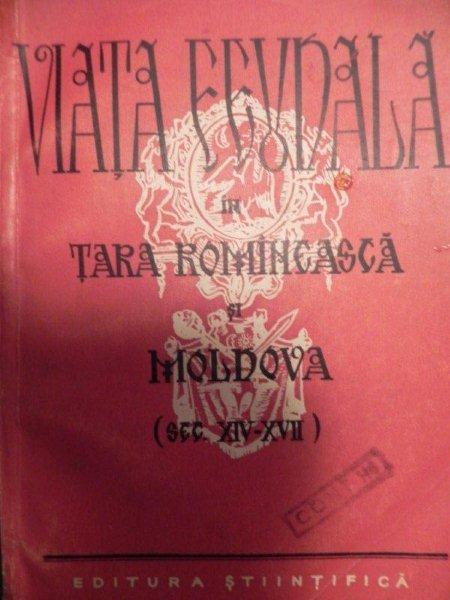 VIAȚA FEUDALĂ
ÎN
ȚARA ROMÎNEASCĂ
ȘI
MOLDOVA
(SEC. XIV-XVII)
EDITURA ȘTIINȚIFICĂ